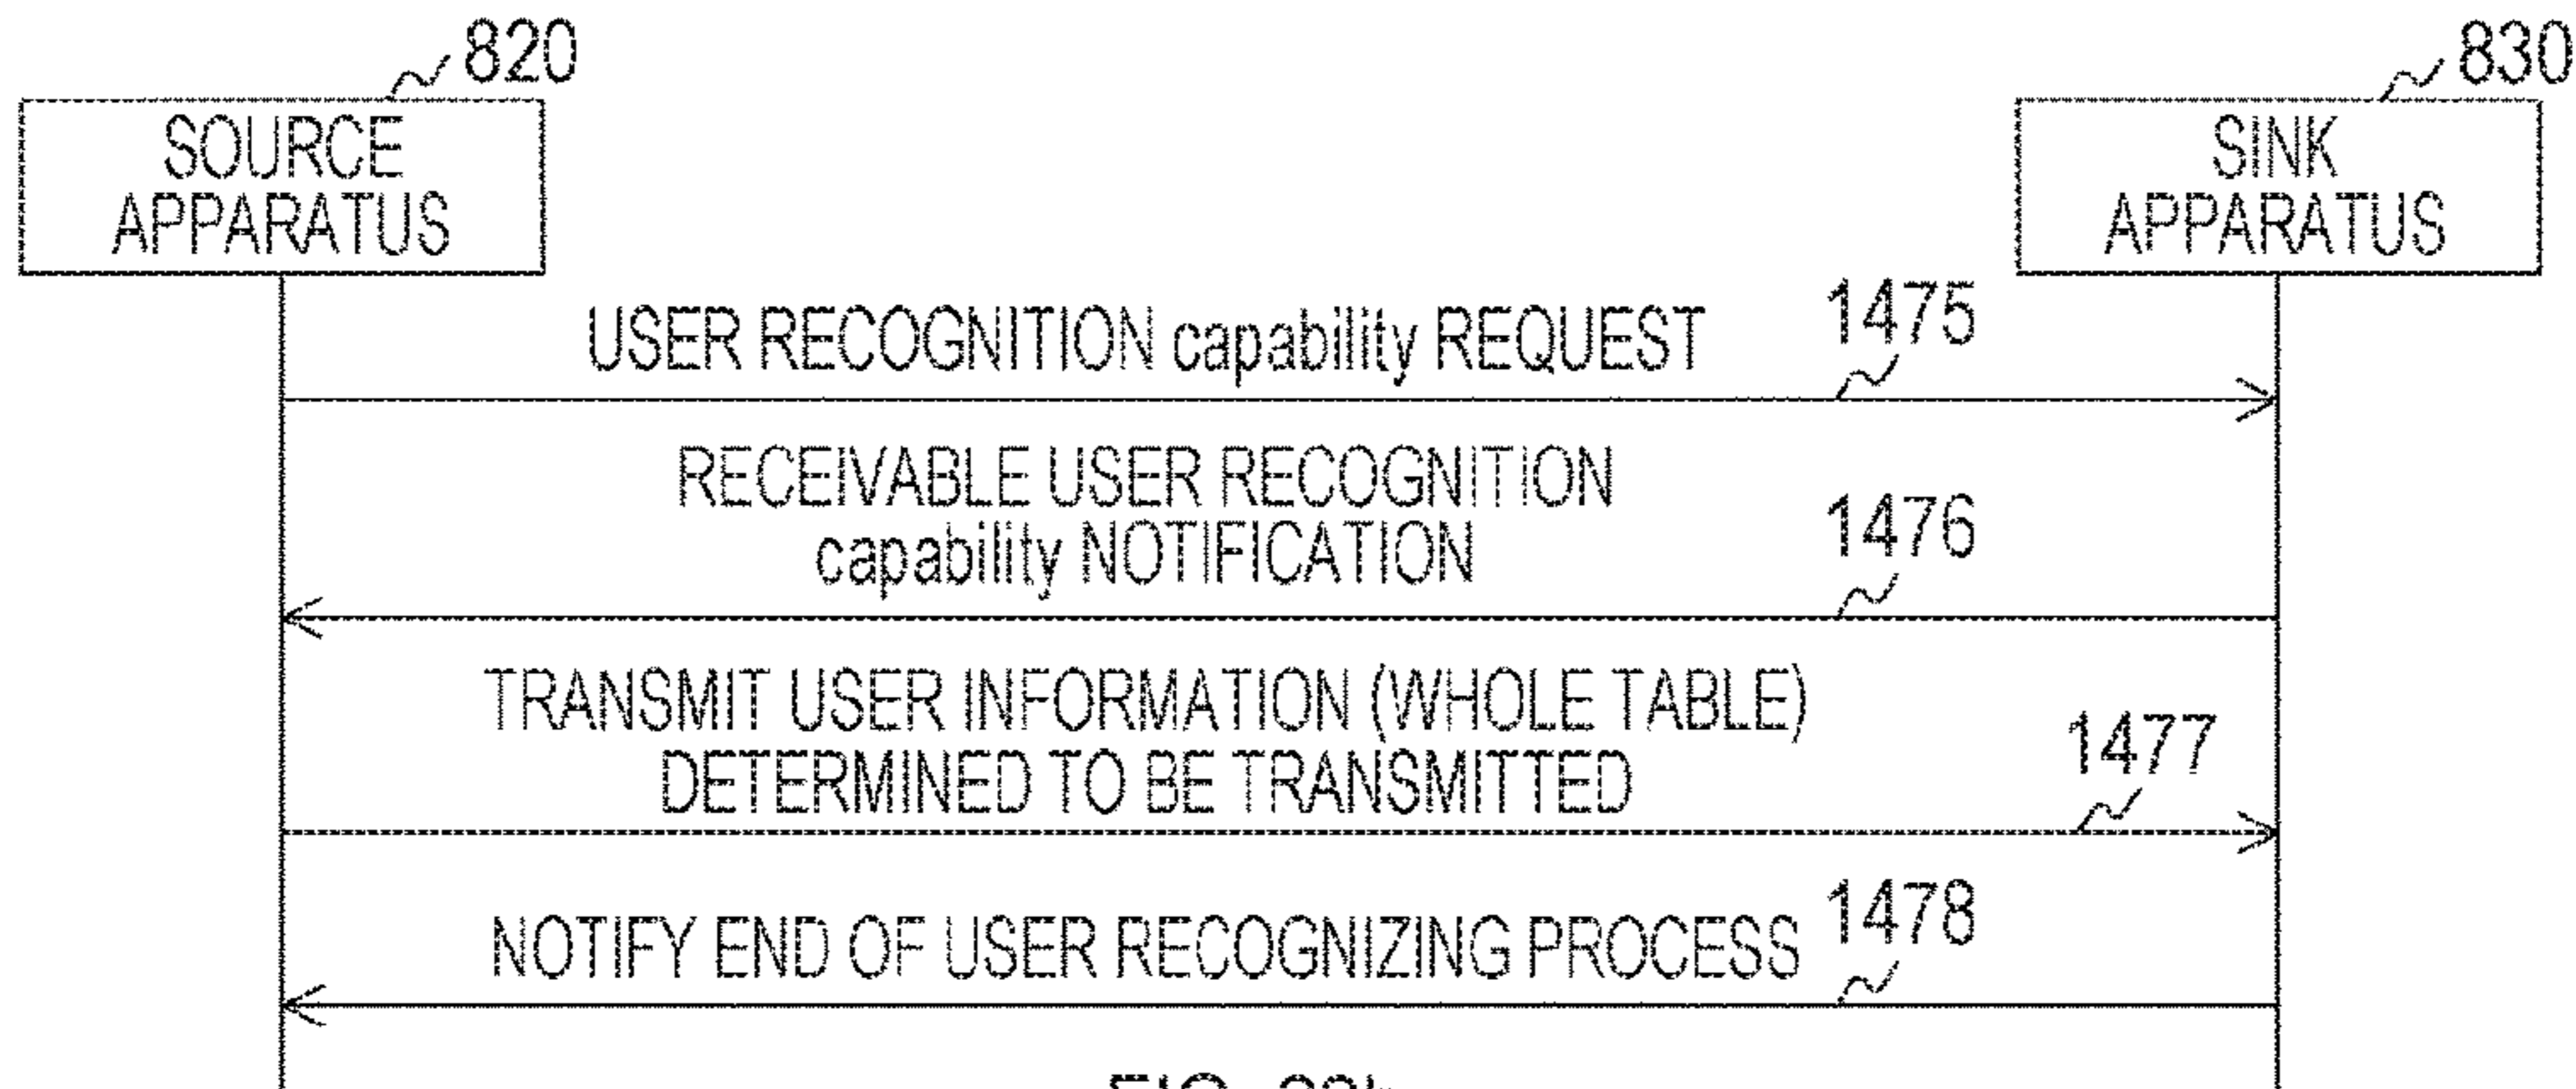 820
830
SOURCE
APPARATUS
SINK
APPARATUS
USER RECOGNITION capability REQUEST
1475
RECEIVABLE USER RECOGNITION
capability NOTIFICATION
1476
TRANSMIT USER INFORMATION (WHOLE TABLE)
DETERMINED TO BE TRANSMITTED
1477
NOTIFY END OF USER RECOGNIZING PROCESS
1478